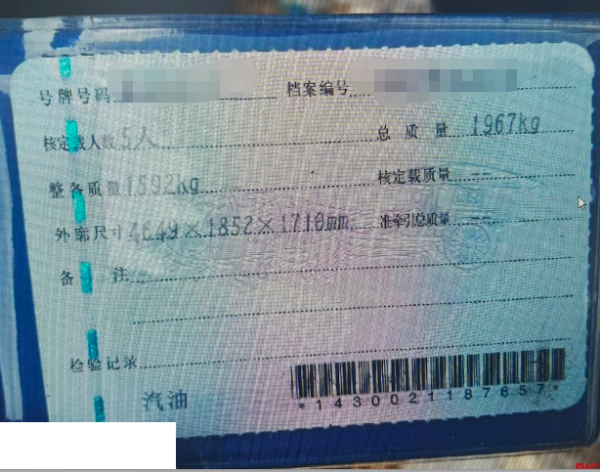 号牌号码 档案编号
核定载人数 5人 总质量 1967kg
整备质量 1592kg 核定载质量 --
外廓尺寸 4649×1852×1710mm 准牵引总质量 --
备注
检验记录
汽油
*1430021187657*